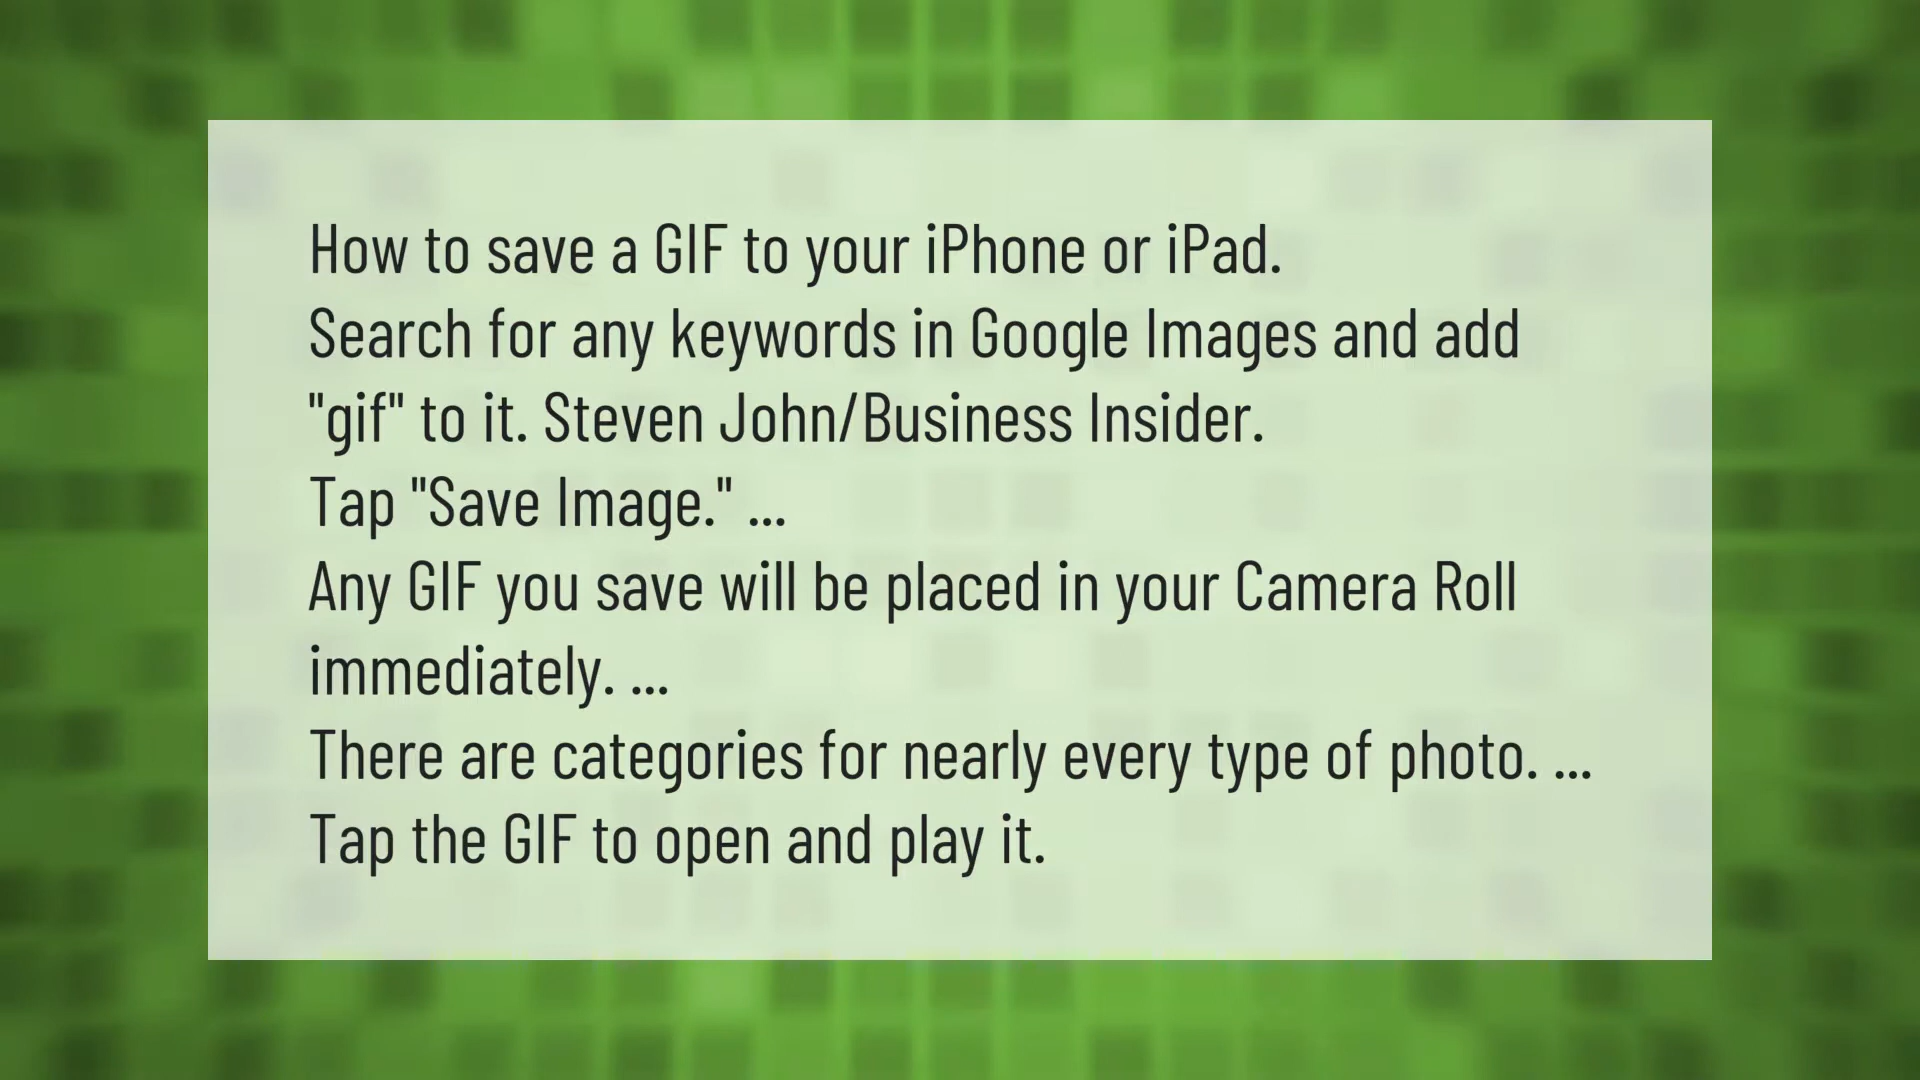 How to save a GIF to your iPhone or iPad.
Search for any keywords in Google Images and add
"gif" to it. Steven John/Business Insider.
Tap "Save Image." ...
Any GIF you save will be placed in your Camera Roll
immediately. ...
There are categories for nearly every type of photo. ...
Tap the GIF to open and play it.